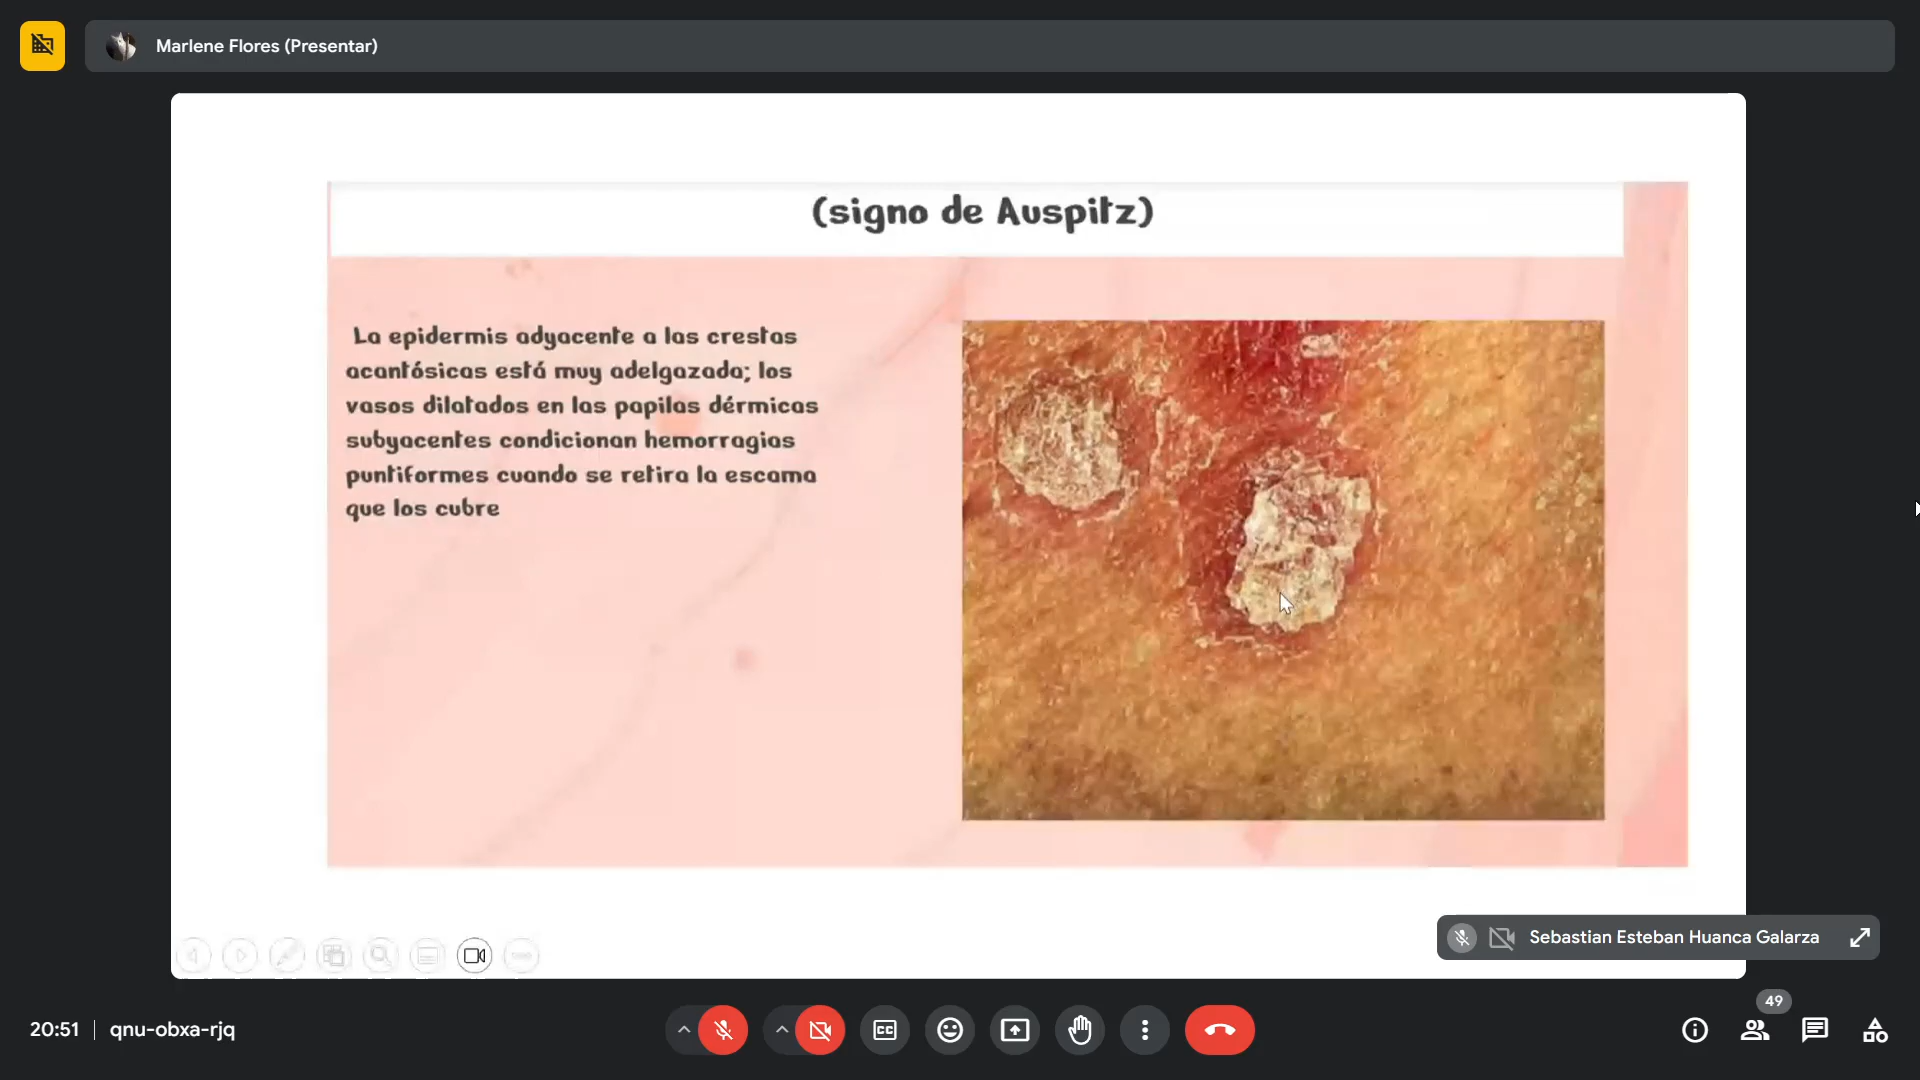 Marlene Flores (Presentar)
(signo de Auspitz)
La epidermis adyacente a las crestas
acantósicas está muy adelgazada; los
vasos dilatados en las papilas dérmicas
subyacentes condicionan hemorragias
puntiformes cuando se retira la escama
que los cubre
Sebastian Esteban Huanca Galarza
49
20:51
qnu-obxa-rjq
CC